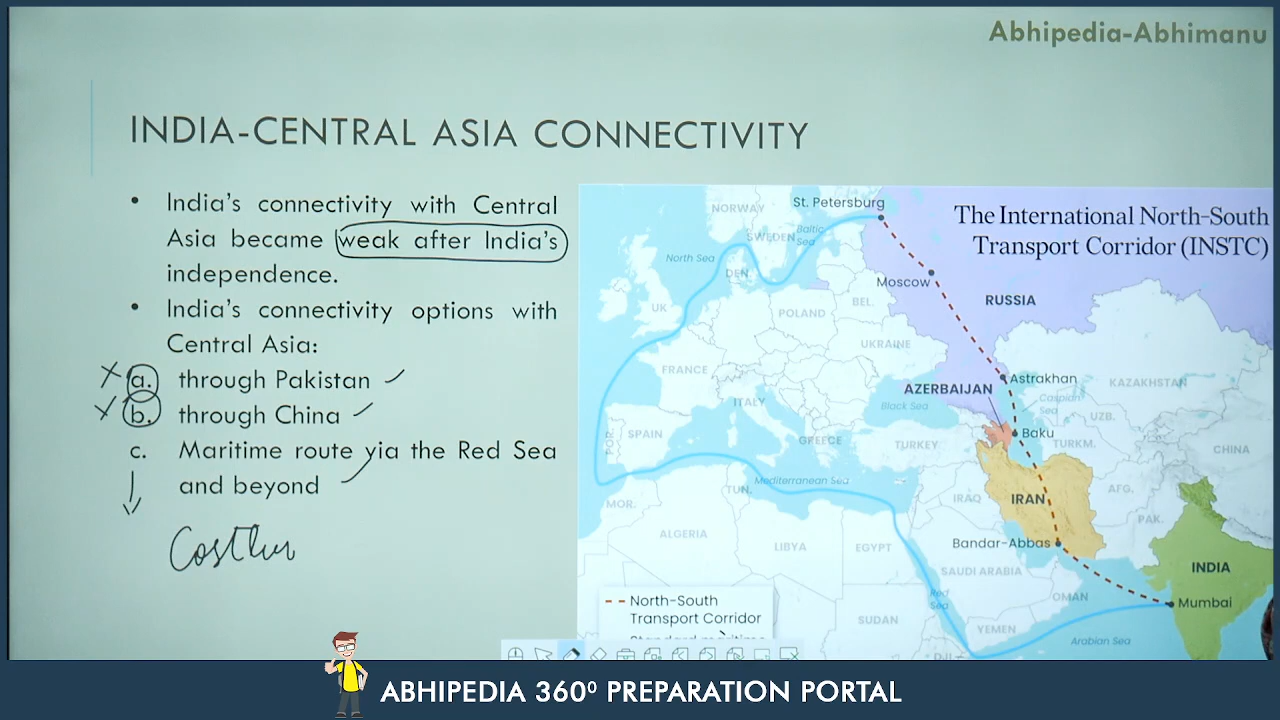 Abhipedia-Abhimanu
INDIA-CENTRAL ASIA CONNECTIVITY
• India's connectivity with Central
Asia became weak after India's
independence.
• India's connectivity options with
Central Asia:
a. through Pakistan
b. through China
c. Maritime route via the Red Sea
and beyond
The International North-South
Transport Corridor (INSTC)
St. Petersburg
NORWAY
SWEDEN
Baltic
Sea
North Sea
DEN
Moscow
RUSSIA
UK
BEL.
POLAND
UKRAINE
FRANCE
Astrakhan
KAZAKHSTAN
AZERBAIJAN
Caspian
Sea
ITALY
Black Sea
UZB.
POR.
SPAIN
GREECE
TURKEY
Baku
TURKM.
CHINA
Mediterranean Sea
TUN.
IRAQ
IRAN
AFG.
MOR.
PAK.
ALGERIA
LIBYA
EGYPT
Bandar-Abbas
SAUDI ARABIA
INDIA
Red
Sea
OMAN
Mumbai
SUDAN
YEMEN
Arabian Sea
DJI.
North-South
Transport Corridor
Standard maritime
ABHIPEDIA 360⁰ PREPARATION PORTAL